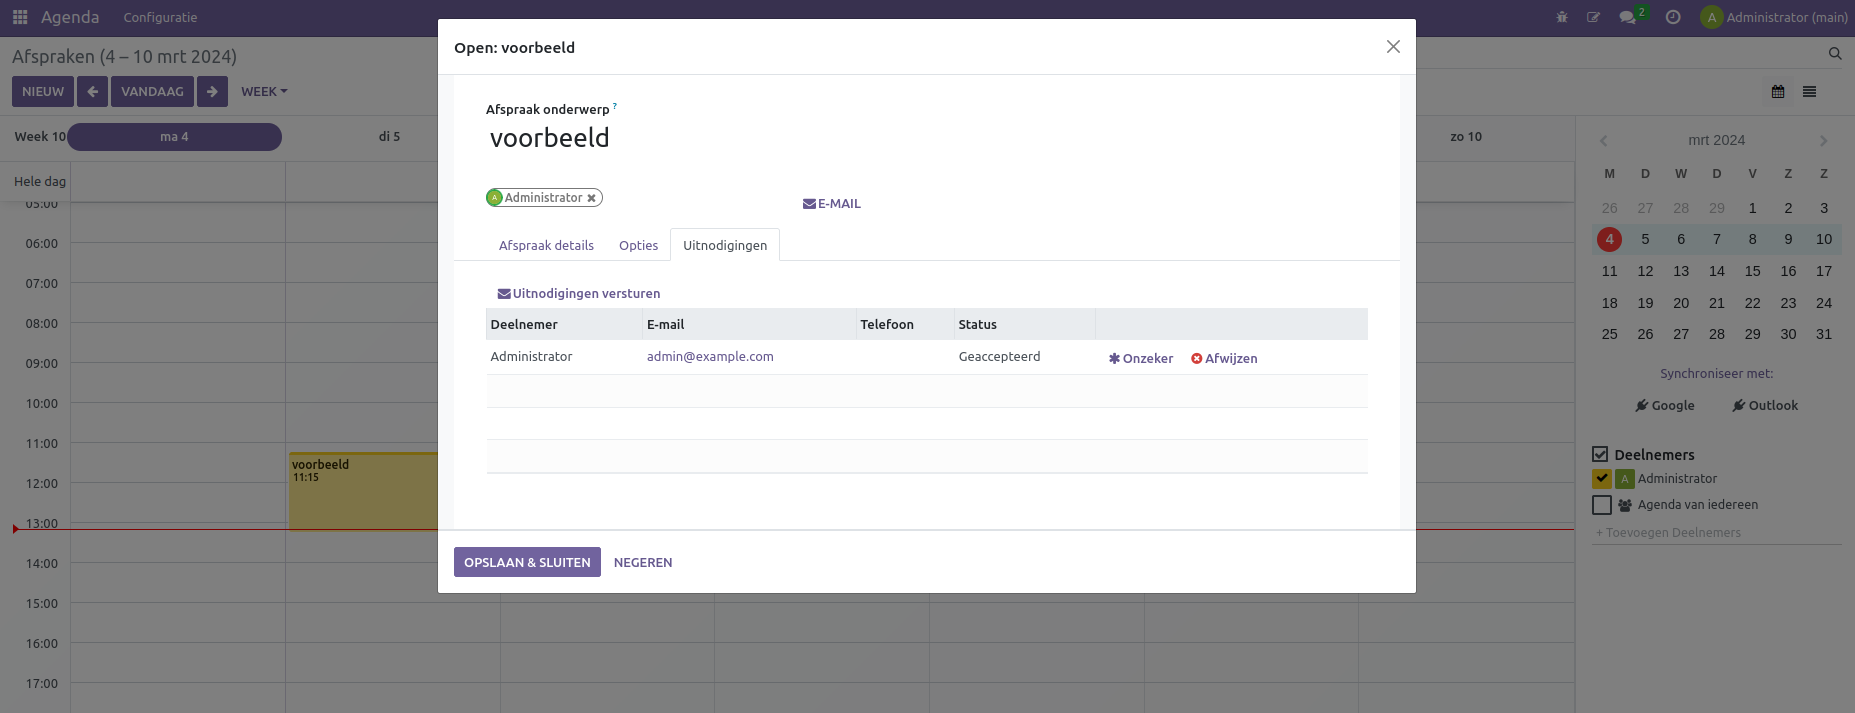 Agenda Configuratie 2 A Administrator (main)
Afspraken (4 – 10 mrt 2024)
NIEUW VANDAAG WEEK
Week 10 ma 4 di 5 zo 10
Hele dag
05:00
06:00
07:00
08:00
09:00
10:00
11:00
12:00
13:00
14:00
15:00
16:00
17:00
voorbeeld
11:15
Open: voorbeeld
Afspraak onderwerp ?
voorbeeld
A Administrator
E-MAIL
Afspraak details Opties Uitnodigingen
Uitnodigingen versturen
Deelnemer E-mail Telefoon Status
Administrator admin@example.com Geaccepteerd Onzeker Afwijzen
OPSLAAN & SLUITEN NEGEREN
mrt 2024
M D W D V Z Z
26 27 28 29 1 2 3
4 5 6 7 8 9 10
11 12 13 14 15 16 17
18 19 20 21 22 23 24
25 26 27 28 29 30 31
Synchroniseer met:
Google Outlook
Deelnemers
A Administrator
Agenda van iedereen
+ Toevoegen Deelnemers